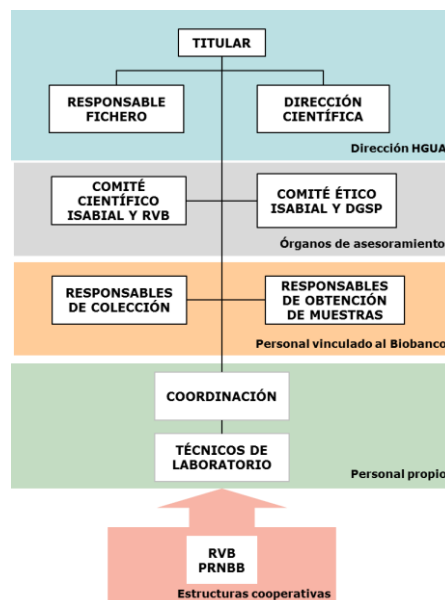 TITULAR
RESPONSABLE
FICHERO
DIRECCIÓN
CIENTÍFICA
Dirección HGUA
COMITÉ
CIENTÍFICO
ISABIAL Y RVB
COMITÉ ÉTICO
ISABIAL Y DGSP
Órganos de asesoramiento
RESPONSABLES
DE COLECCIÓN
RESPONSABLES
DE OBTENCIÓN
DE MUESTRAS
Personal vinculado al Biobanco
COORDINACIÓN
TÉCNICOS DE
LABORATORIO
Personal propio
RVB
PRNBB
Estructuras cooperativas